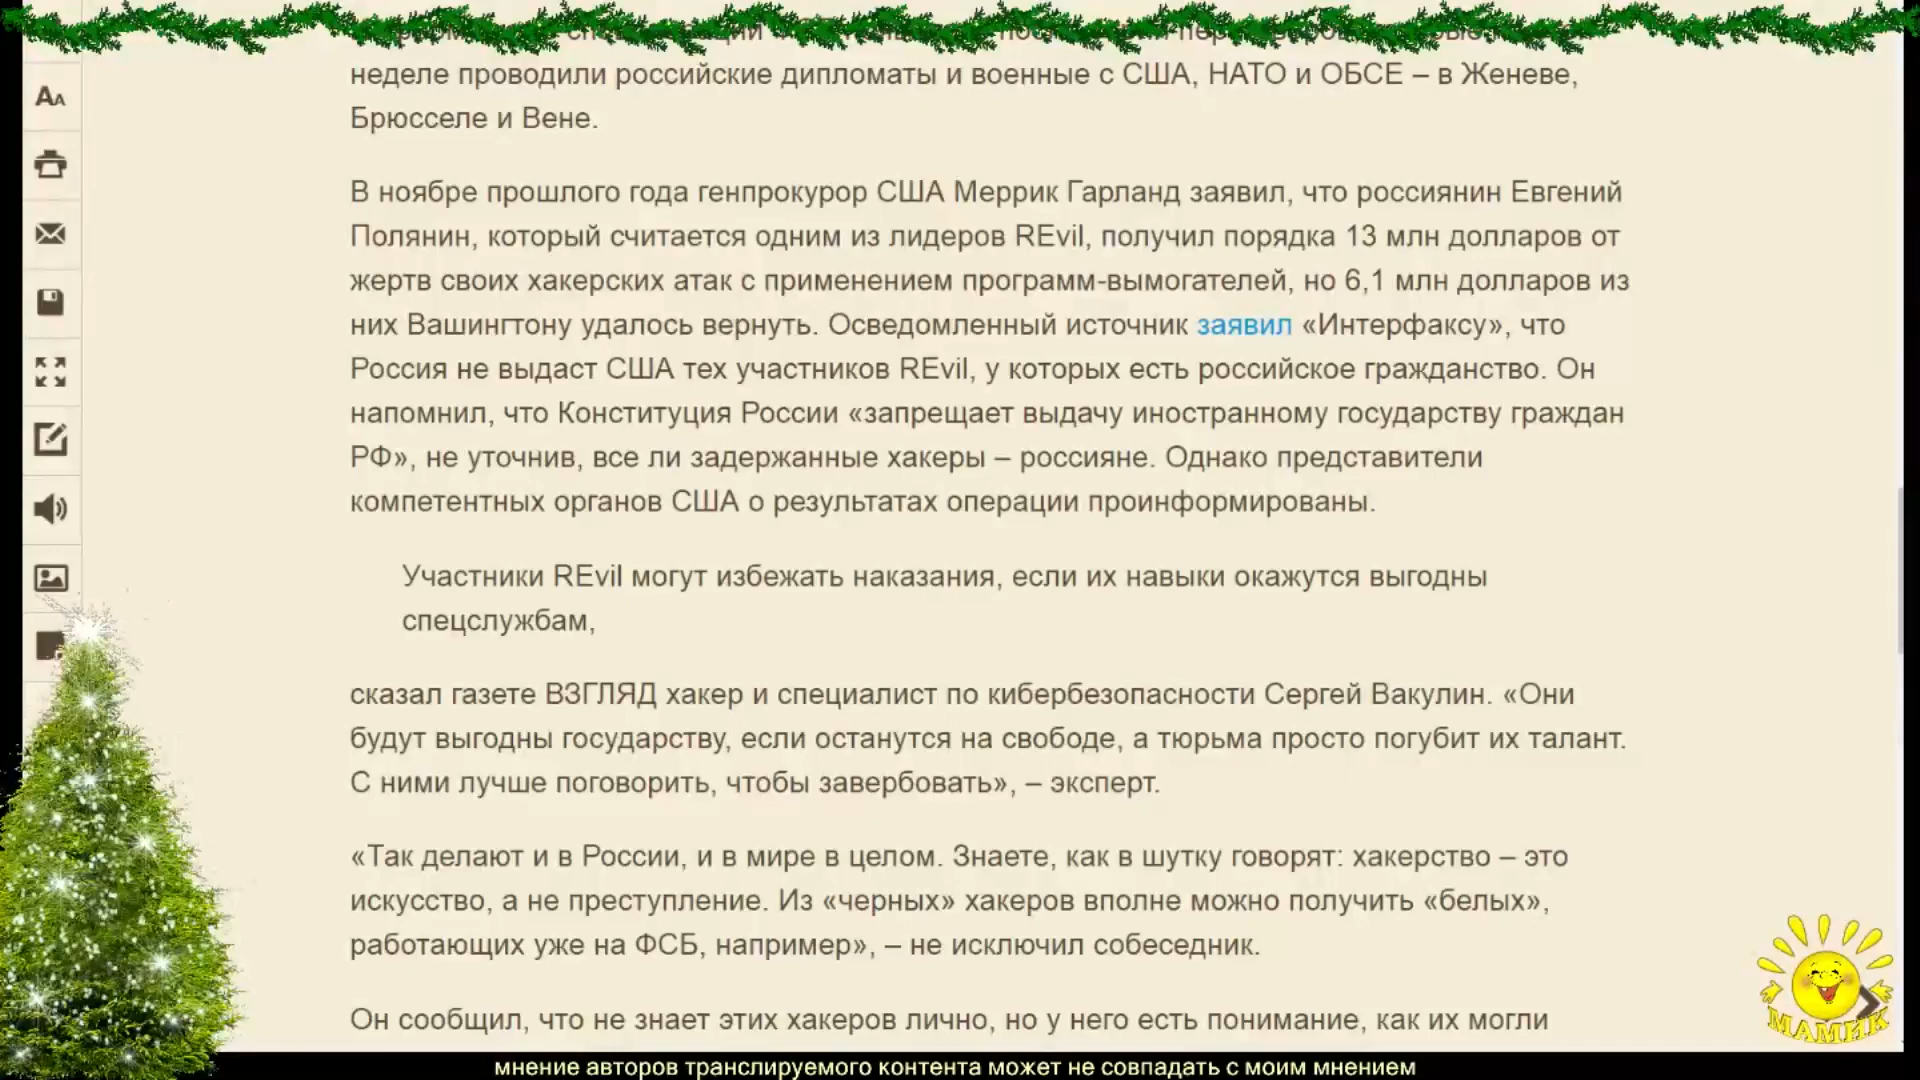 неделе проводили российские дипломаты и военные с США, НАТО и ОБСЕ – в Женеве,
Брюсселе и Вене.
В ноябре прошлого года генпрокурор США Меррик Гарланд заявил, что россиянин Евгений
Полянин, который считается одним из лидеров REvil, получил порядка 13 млн долларов от
жертв своих хакерских атак с применением программ-вымогателей, но 6,1 млн долларов из
них Вашингтону удалось вернуть. Осведомленный источник заявил «Интерфаксу», что
Россия не выдаст США тех участников REvil, у которых есть российское гражданство. Он
напомнил, что Конституция России «запрещает выдачу иностранному государству граждан
РФ», не уточнив, все ли задержанные хакеры – россияне. Однако представители
компетентных органов США о результатах операции проинформированы.
Участники REvil могут избежать наказания, если их навыки окажутся выгодны
спецслужбам,
сказал газете ВЗГЛЯД хакер и специалист по кибербезопасности Сергей Вакулин. «Они
будут выгодны государству, если останутся на свободе, а тюрьма просто погубит их талант.
С ними лучше поговорить, чтобы завербовать», – эксперт.
«Так делают и в России, и в мире в целом. Знаете, как в шутку говорят: хакерство – это
искусство, а не преступление. Из «черных» хакеров вполне можно получить «белых»,
работающих уже на ФСБ, например», – не исключил собеседник.
Он сообщил, что не знает этих хакеров лично, но у него есть понимание, как их могли
МАМИК
мнение авторов транслируемого контента может не совпадать с моим мнением